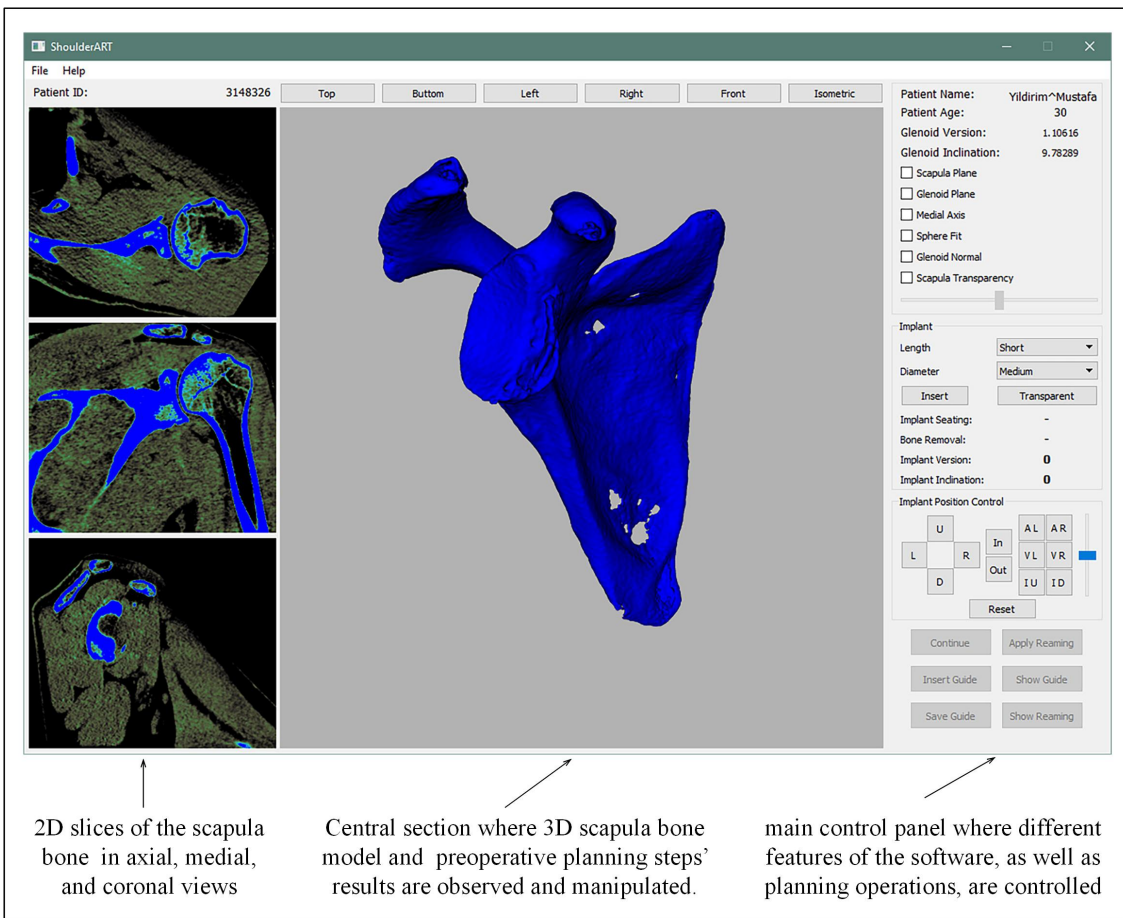 ShoulderART
File Help
Patient ID: 3148326
Top Buttom Left Right Front Isometric
Patient Name: Yildirim^Mustafa
Patient Age: 30
Glenoid Version: 1.10616
Glenoid Inclination: 9.78289
Scapula Plane
Glenoid Plane
Medial Axis
Sphere Fit
Glenoid Normal
Scapula Transparency
Implant
Length Short
Diameter Medium
Insert Transparent
Implant Seating: -
Bone Removal: -
Implant Version: 0
Implant Inclination: 0
Implant Position Control
U
L R
D
In
Out
A L A R
V L V R
I U I D
Reset
Continue Apply Reaming
Insert Guide Show Guide
Save Guide Show Reaming
2D slices of the scapula
bone in axial, medial,
and coronal views
Central section where 3D scapula bone
model and preoperative planning steps’
results are observed and manipulated.
main control panel where different
features of the software, as well as
planning operations, are controlled